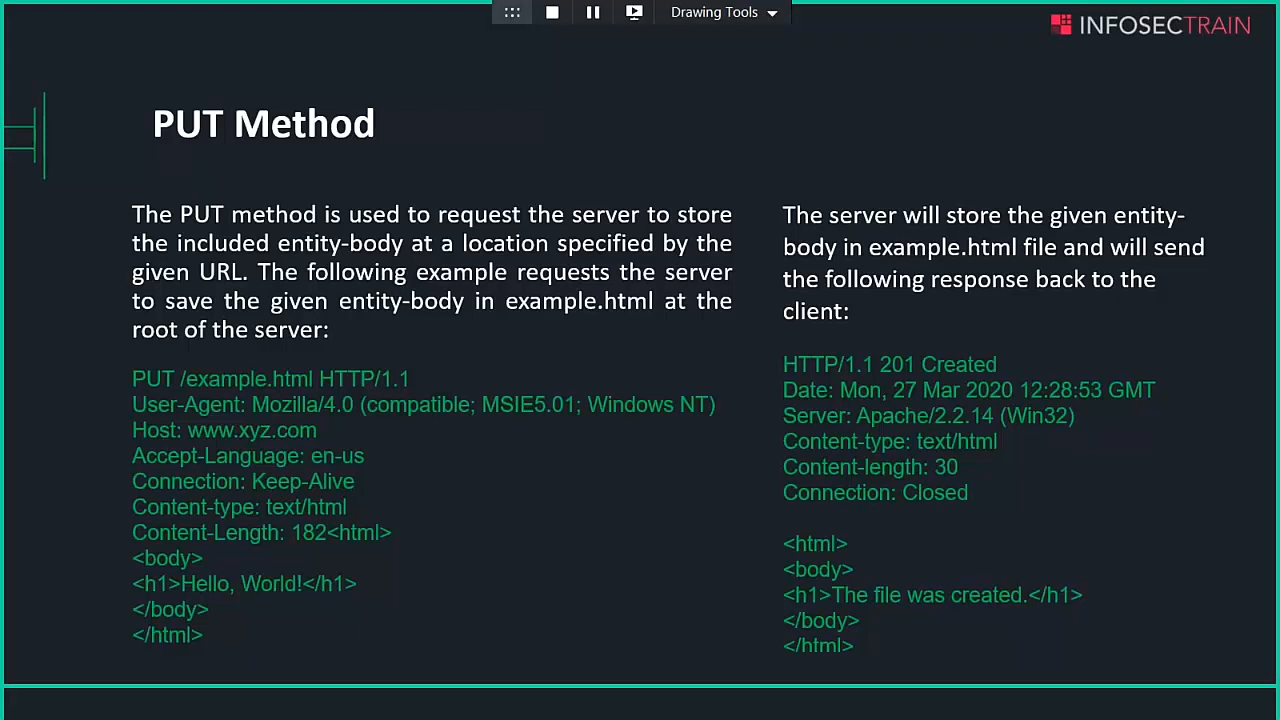 Drawing Tools
INFOSECTRAIN
PUT Method
The PUT method is used to request the server to store
the included entity-body at a location specified by the
given URL. The following example requests the server
to save the given entity-body in example.html at the
root of the server:
PUT /example.html HTTP/1.1
User-Agent: Mozilla/4.0 (compatible; MSIE5.01; Windows NT)
Host: www.xyz.com
Accept-Language: en-us
Connection: Keep-Alive
Content-type: text/html
Content-Length: 182<html>
<body>
<h1>Hello, World!</h1>
</body>
</html>
The server will store the given entity-
body in example.html file and will send
the following response back to the
client:
HTTP/1.1 201 Created
Date: Mon, 27 Mar 2020 12:28:53 GMT
Server: Apache/2.2.14 (Win32)
Content-type: text/html
Content-length: 30
Connection: Closed
<html>
<body>
<h1>The file was created.</h1>
</body>
</html>